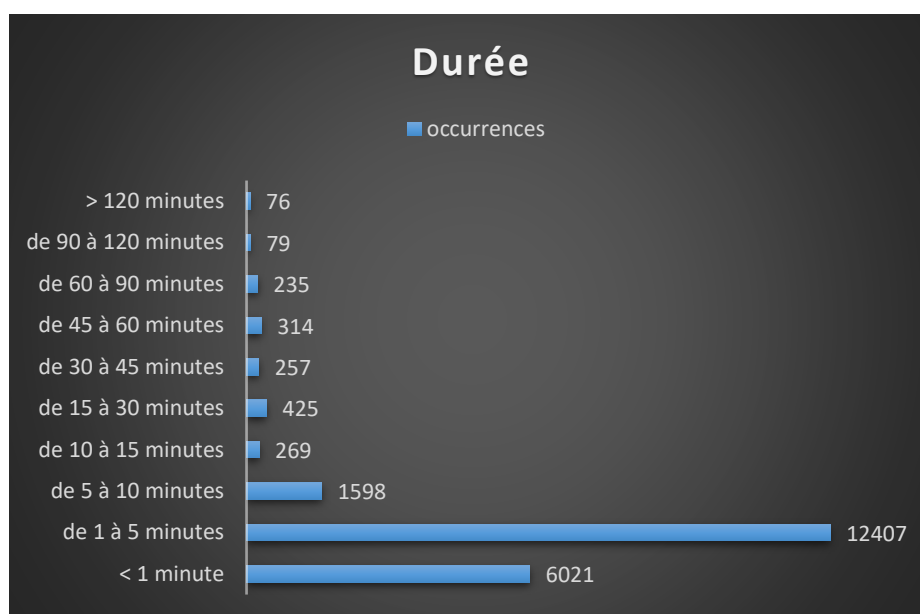 Durée
occurrences
> 120 minutes 76
de 90 à 120 minutes 79
de 60 à 90 minutes 235
de 45 à 60 minutes 314
de 30 à 45 minutes 257
de 15 à 30 minutes 425
de 10 à 15 minutes 269
de 5 à 10 minutes 1598
de 1 à 5 minutes 12407
< 1 minute 6021